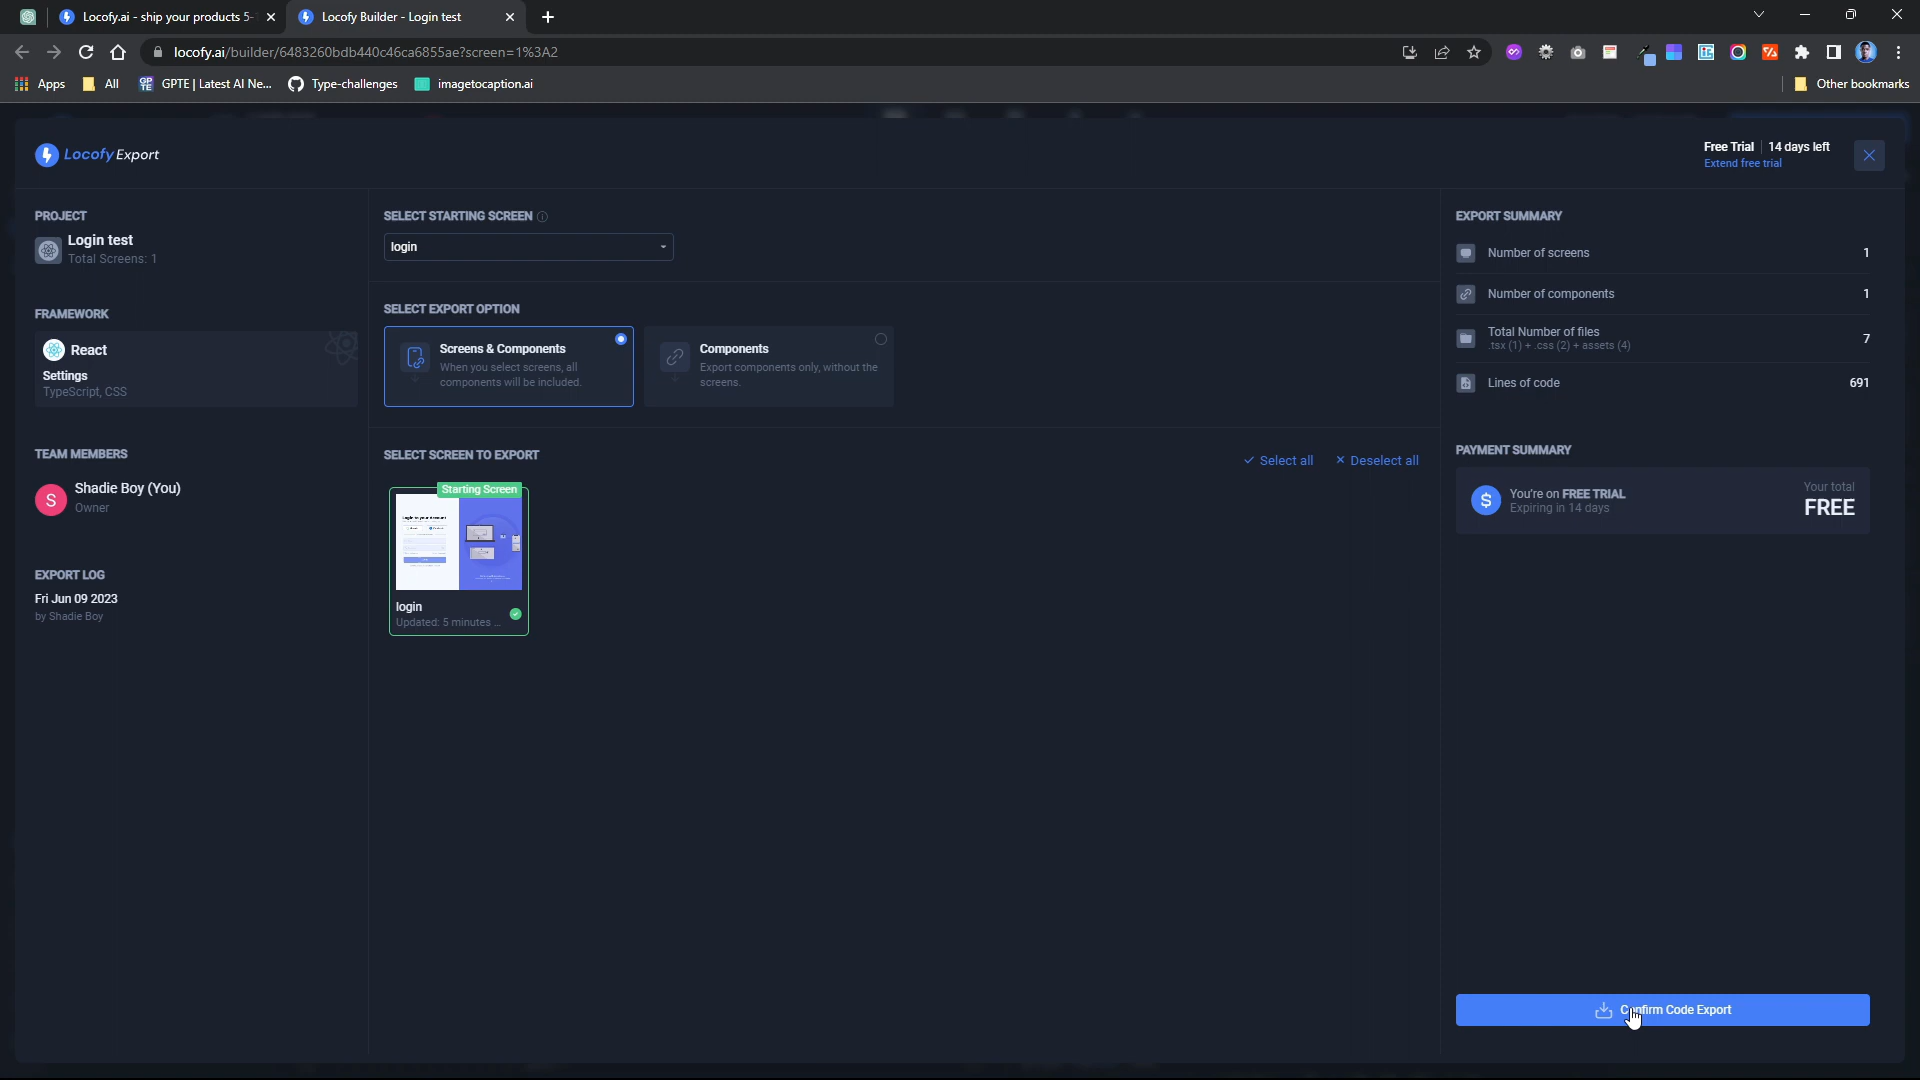 Locofy.ai - ship your products 5-
Locofy Builder - Login test
locofy.ai/builder/6483260bdb440c46ca6855ae?screen=1%3A2
Apps
All
GPTE | Latest AI Ne...
Type-challenges
imagetocaption.ai
Other bookmarks
Locofy Export
Free Trial | 14 days left
Extend free trial
PROJECT
Login test
Total Screens: 1
FRAMEWORK
React
Settings
TypeScript, CSS
TEAM MEMBERS
S
Shadie Boy (You)
Owner
EXPORT LOG
Fri Jun 09 2023
by Shadie Boy
SELECT STARTING SCREEN
login
SELECT EXPORT OPTION
Screens & Components
When you select screens, all
components will be included.
Components
Export components only, without the
screens.
SELECT SCREEN TO EXPORT
Select all
Deselect all
Starting Screen
login
Updated: 5 minutes ...
EXPORT SUMMARY
Number of screens 1
Number of components 1
Total Number of files 7
.tsx (1) + .css (2) + assets (4)
Lines of code 691
PAYMENT SUMMARY
You're on FREE TRIAL
Expiring in 14 days
Your total
FREE
Confirm Code Export